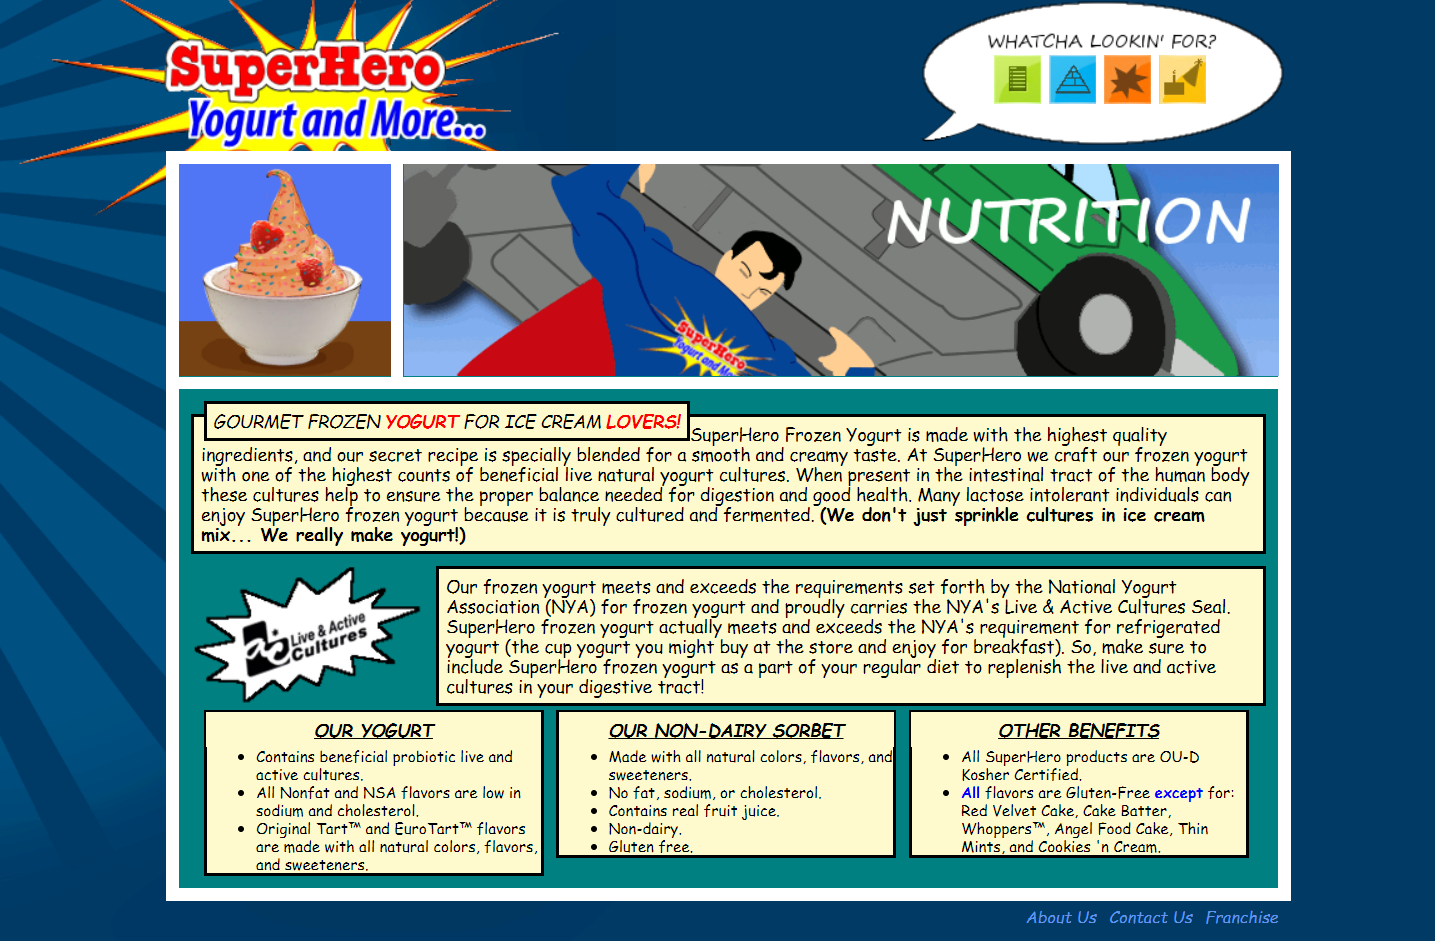 SuperHero
Yogurt and More...
WHATCHA LOOKIN' FOR?
NUTRITION
SuperHero
Yogurt and Mo
GOURMET FROZEN YOGURT FOR ICE CREAM LOVERS!
SuperHero Frozen Yogurt is made with the highest quality
ingredients, and our secret recipe is specially blended for a smooth and creamy taste. At SuperHero we craft our frozen yogurt
with one of the highest counts of beneficial live natural yogurt cultures. When present in the intestinal tract of the human body
these cultures help to ensure the proper balance needed for digestion and good health. Many lactose intolerant individuals can
enjoy SuperHero frozen yogurt because it is truly cultured and fermented. (We don't just sprinkle cultures in ice cream
mix... We really make yogurt!)
Live & Active
Cultures
Our frozen yogurt meets and exceeds the requirements set forth by the National Yogurt
Association (NYA) for frozen yogurt and proudly carries the NYA's Live & Active Cultures Seal.
SuperHero frozen yogurt actually meets and exceeds the NYA's requirement for refrigerated
yogurt (the cup yogurt you might buy at the store and enjoy for breakfast). So, make sure to
include SuperHero frozen yogurt as a part of your regular diet to replenish the live and active
cultures in your digestive tract!
OUR YOGURT
• Contains beneficial probiotic live and
active cultures.
• All Nonfat and NSA flavors are low in
sodium and cholesterol.
• Original Tart™ and EuroTart™ flavors
are made with all natural colors, flavors,
and sweeteners.
OUR NON-DAIRY SORBET
• Made with all natural colors, flavors, and
sweeteners.
• No fat, sodium, or cholesterol.
• Contains real fruit juice.
• Non-dairy.
• Gluten free.
OTHER BENEFITS
• All SuperHero products are OU-D
Kosher Certified.
• All flavors are Gluten-Free except for:
Red Velvet Cake, Cake Batter,
Whoppers™, Angel Food Cake, Thin
Mints, and Cookies 'n Cream.
About Us Contact Us Franchise